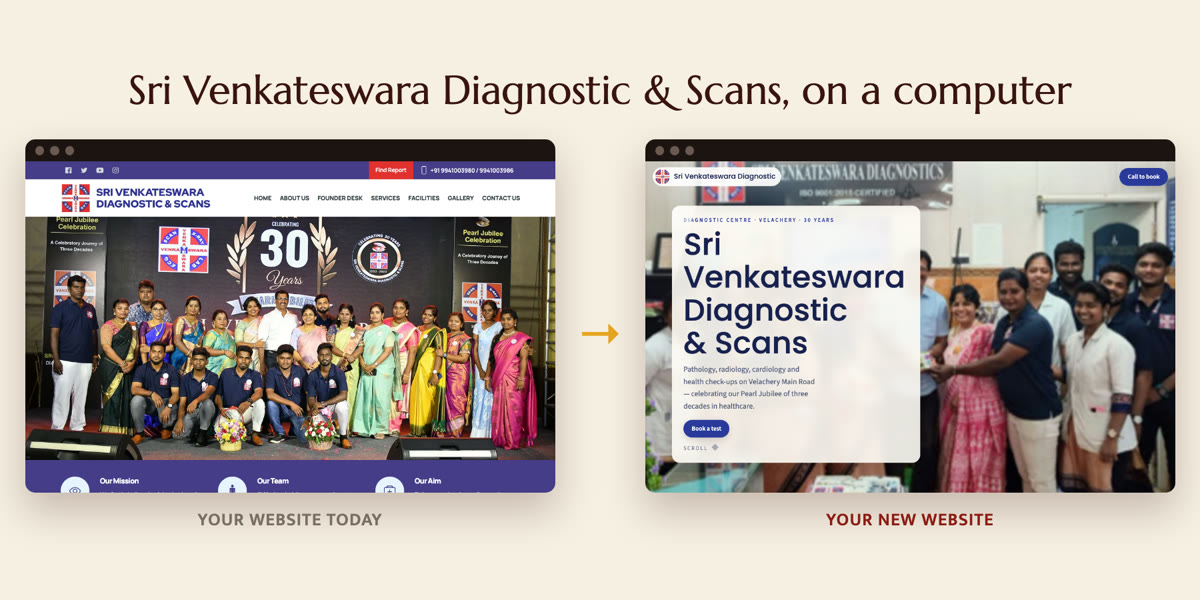 Sri Venkateswara Diagnostic & Scans, on a computer
Find Report
+91 9941003980 / 9941003986
SRI VENKATESWARA
DIAGNOSTIC & SCANS
HOME ABOUT US FOUNDER DESK SERVICES FACILITIES GALLERY CONTACT US
Pearl Jubilee
Celebration
A Celebratory Journey of
Three Decades
CELEBRATING
30
Years
Pearl Jubilee
Celebration
A Celebratory Journey of
Three Decades
Our Mission
Our Team
Our Aim
YOUR WEBSITE TODAY
Sri Venkateswara Diagnostic
VENKATESWARA DIAGNOSTICS
ISO 9001:2015 CERTIFIED
Call to book
DIAGNOSTIC CENTRE · VELACHERY · 30 YEARS
Sri
Venkateswara
Diagnostic
& Scans
Pathology, radiology, cardiology and
health check-ups on Velachery Main Road
— celebrating our Pearl Jubilee of three
decades in healthcare.
Book a test
SCROLL
YOUR NEW WEBSITE